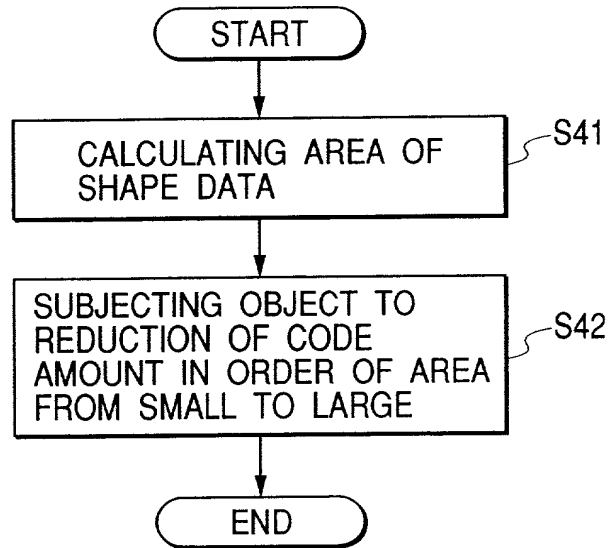 START
CALCULATING AREA OF
SHAPE DATA
S41
SUBJECTING OBJECT TO
REDUCTION OF CODE
AMOUNT IN ORDER OF AREA
FROM SMALL TO LARGE
S42
END